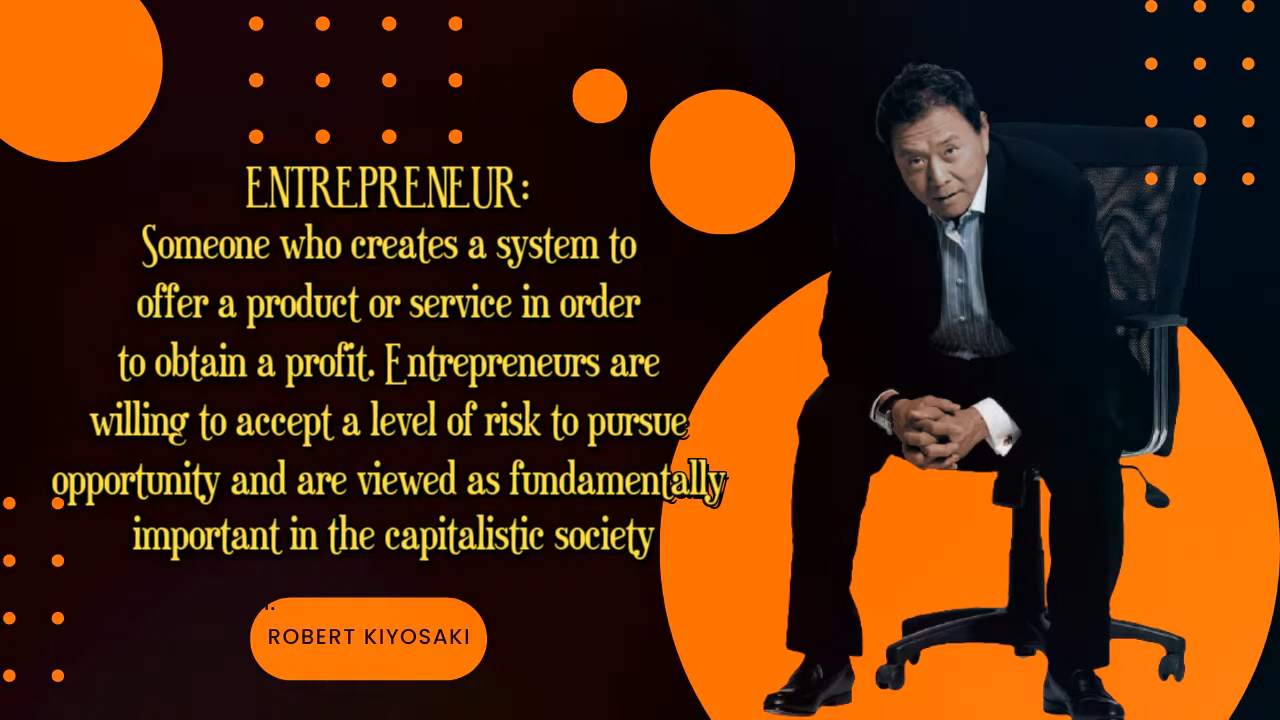 ENTREPRENEUR:
Someone who creates a system to
offer a product or service in order
to obtain a profit. Entrepreneurs are
willing to accept a level of risk to pursue
opportunity and are viewed as fundamentally
important in the capitalistic society
ROBERT KIYOSAKI